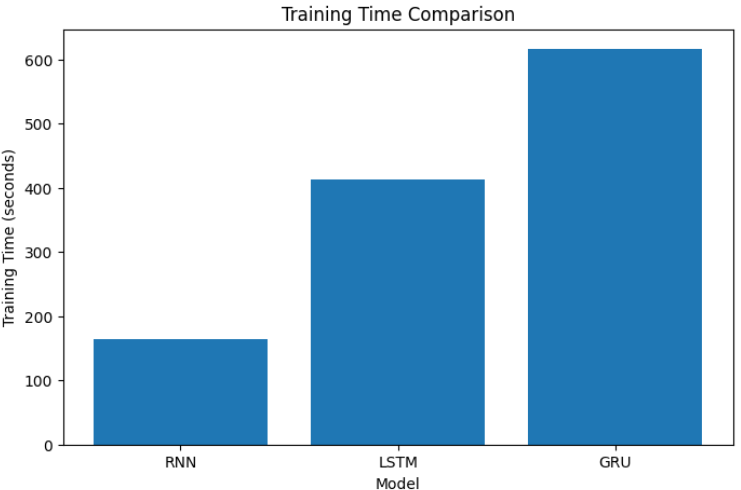 Training Time Comparison
Training Time (seconds)
600
500
400
300
200
100
0
RNN LSTM GRU
Model